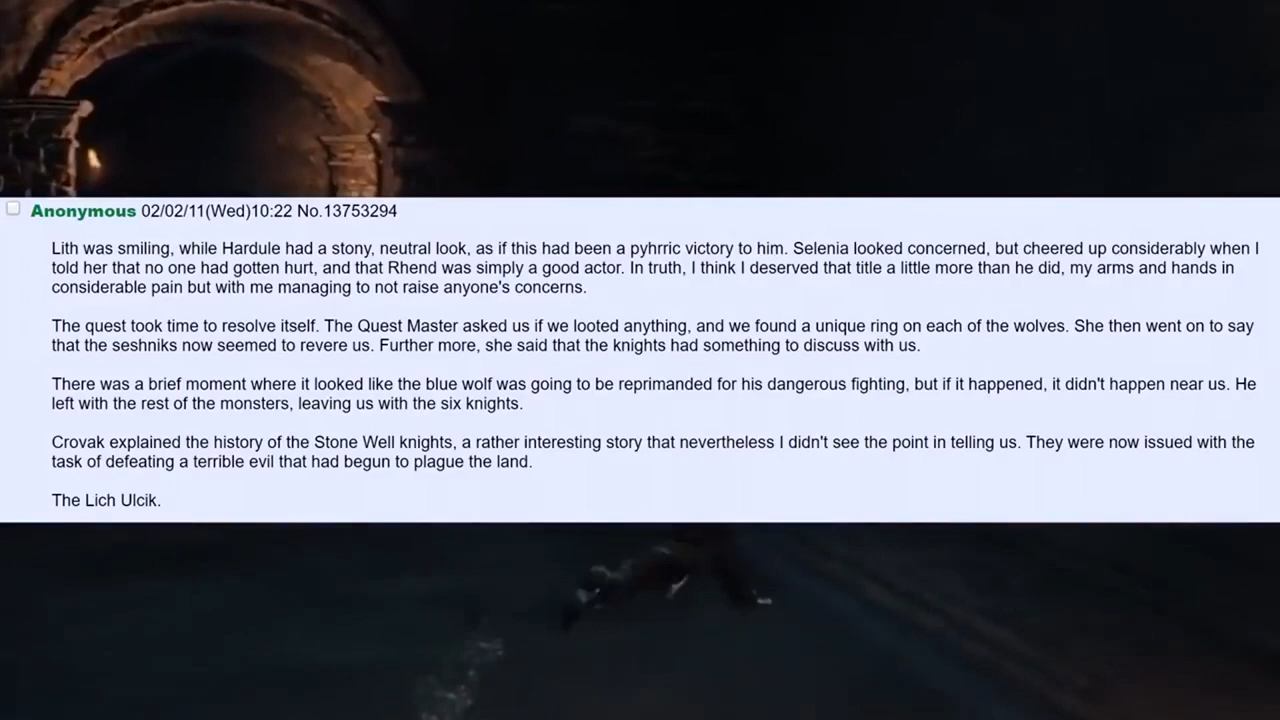 Anonymous 02/02/11(Wed)10:22 No.13753294
Lith was smiling, while Hardule had a stony, neutral look, as if this had been a pyhrric victory to him. Selenia looked concerned, but cheered up considerably when I
told her that no one had gotten hurt, and that Rhend was simply a good actor. In truth, I think I deserved that title a little more than he did, my arms and hands in
considerable pain but with me managing to not raise anyone's concerns.
The quest took time to resolve itself. The Quest Master asked us if we looted anything, and we found a unique ring on each of the wolves. She then went on to say
that the seshniks now seemed to revere us. Further more, she said that the knights had something to discuss with us.
There was a brief moment where it looked like the blue wolf was going to be reprimanded for his dangerous fighting, but if it happened, it didn't happen near us. He
left with the rest of the monsters, leaving us with the six knights.
Crovak explained the history of the Stone Well knights, a rather interesting story that nevertheless I didn't see the point in telling us. They were now issued with the
task of defeating a terrible evil that had begun to plague the land.
The Lich Ulcik.